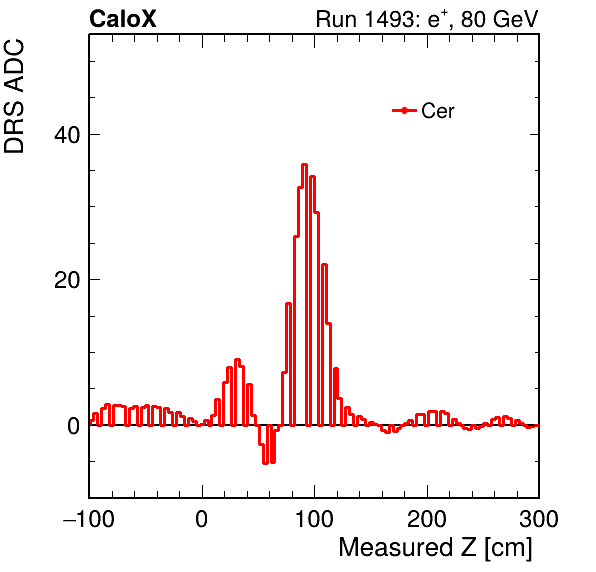 CaloX Run 1493: e⁺, 80 GeV
DRS ADC
Cer
40
20
0
−100 0 100 200 300
Measured Z [cm]